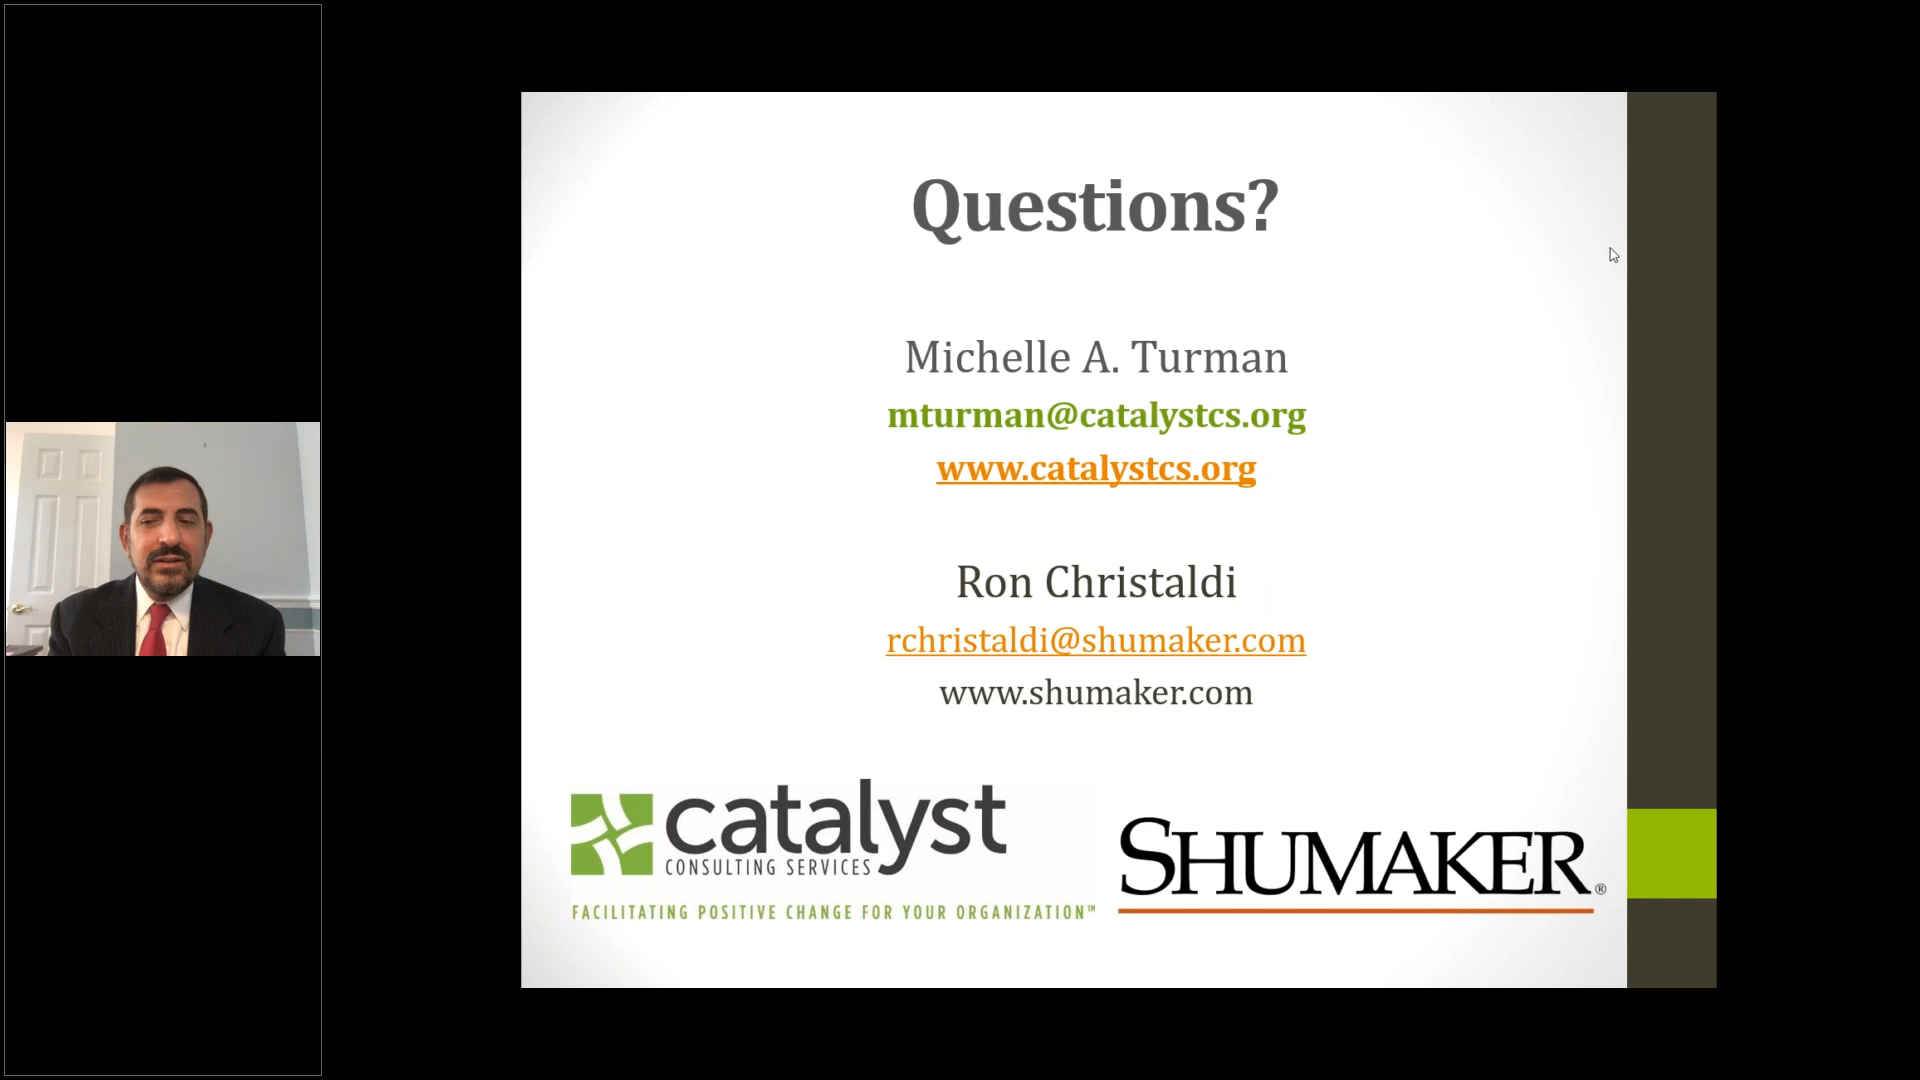 Questions?
Michelle A. Turman
mturman@catalystcs.org
www.catalystcs.org
Ron Christaldi
rchristaldi@shumaker.com
www.shumaker.com
catalyst
CONSULTING SERVICES
FACILITATING POSITIVE CHANGE FOR YOUR ORGANIZATION™
SHUMAKER®